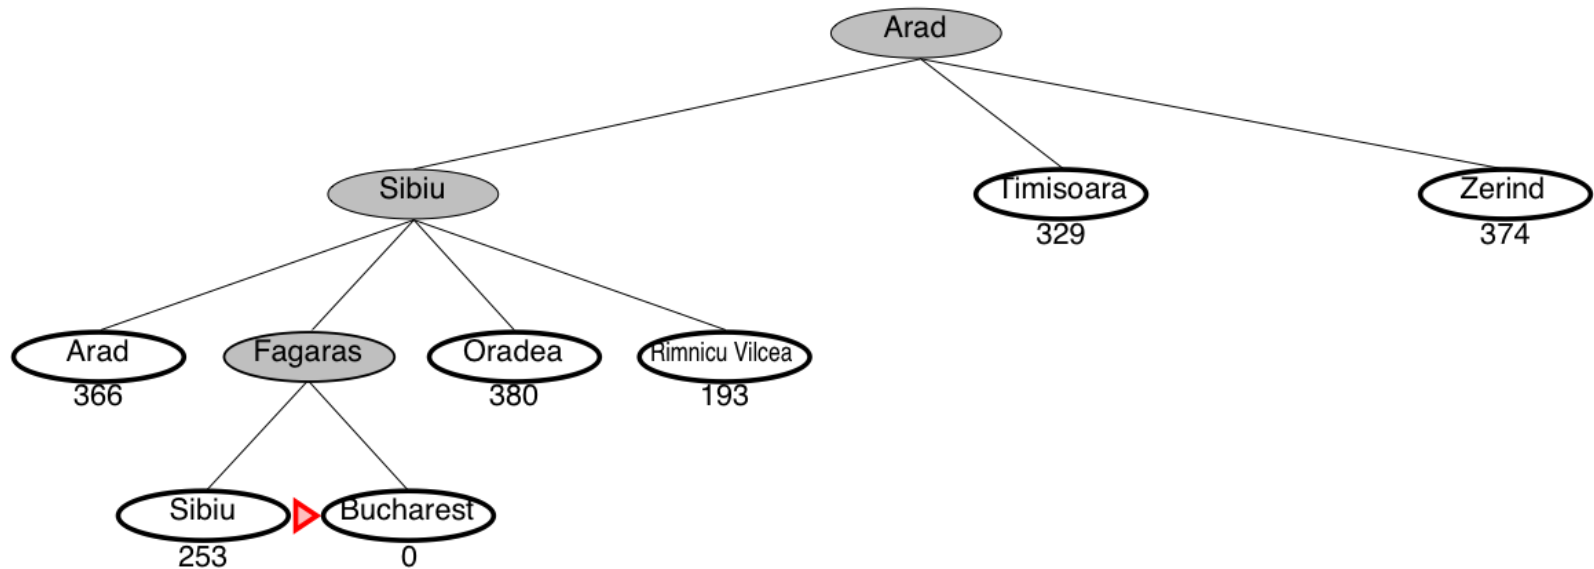 Arad
Sibiu
Timisoara
Zerind
329
374
Arad
Fagaras
Oradea
Rimnicu Vilcea
366
380
193
Sibiu
Bucharest
253
0